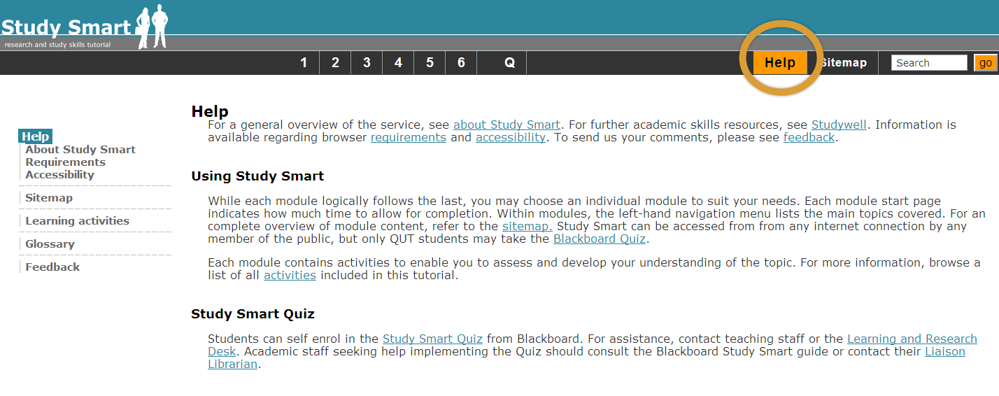 Study Smart
research and study skills tutorial
1 2 3 4 5 6 Q Help Sitemap Search go
Help
About Study Smart
Requirements
Accessibility
Sitemap
Learning activities
Glossary
Feedback
Help
For a general overview of the service, see about Study Smart. For further academic skills resources, see Studywell. Information is
available regarding browser requirements and accessibility. To send us your comments, please see feedback.
Using Study Smart
While each module logically follows the last, you may choose an individual module to suit your needs. Each module start page
indicates how much time to allow for completion. Within modules, the left-hand navigation menu lists the main topics covered. For an
complete overview of module content, refer to the sitemap. Study Smart can be accessed from from any internet connection by any
member of the public, but only QUT students may take the Blackboard Quiz.
Each module contains activities to enable you to assess and develop your understanding of the topic. For more information, browse a
list of all activities included in this tutorial.
Study Smart Quiz
Students can self enrol in the Study Smart Quiz from Blackboard. For assistance, contact teaching staff or the Learning and Research
Desk. Academic staff seeking help implementing the Quiz should consult the Blackboard Study Smart guide or contact their Liaison
Librarian.